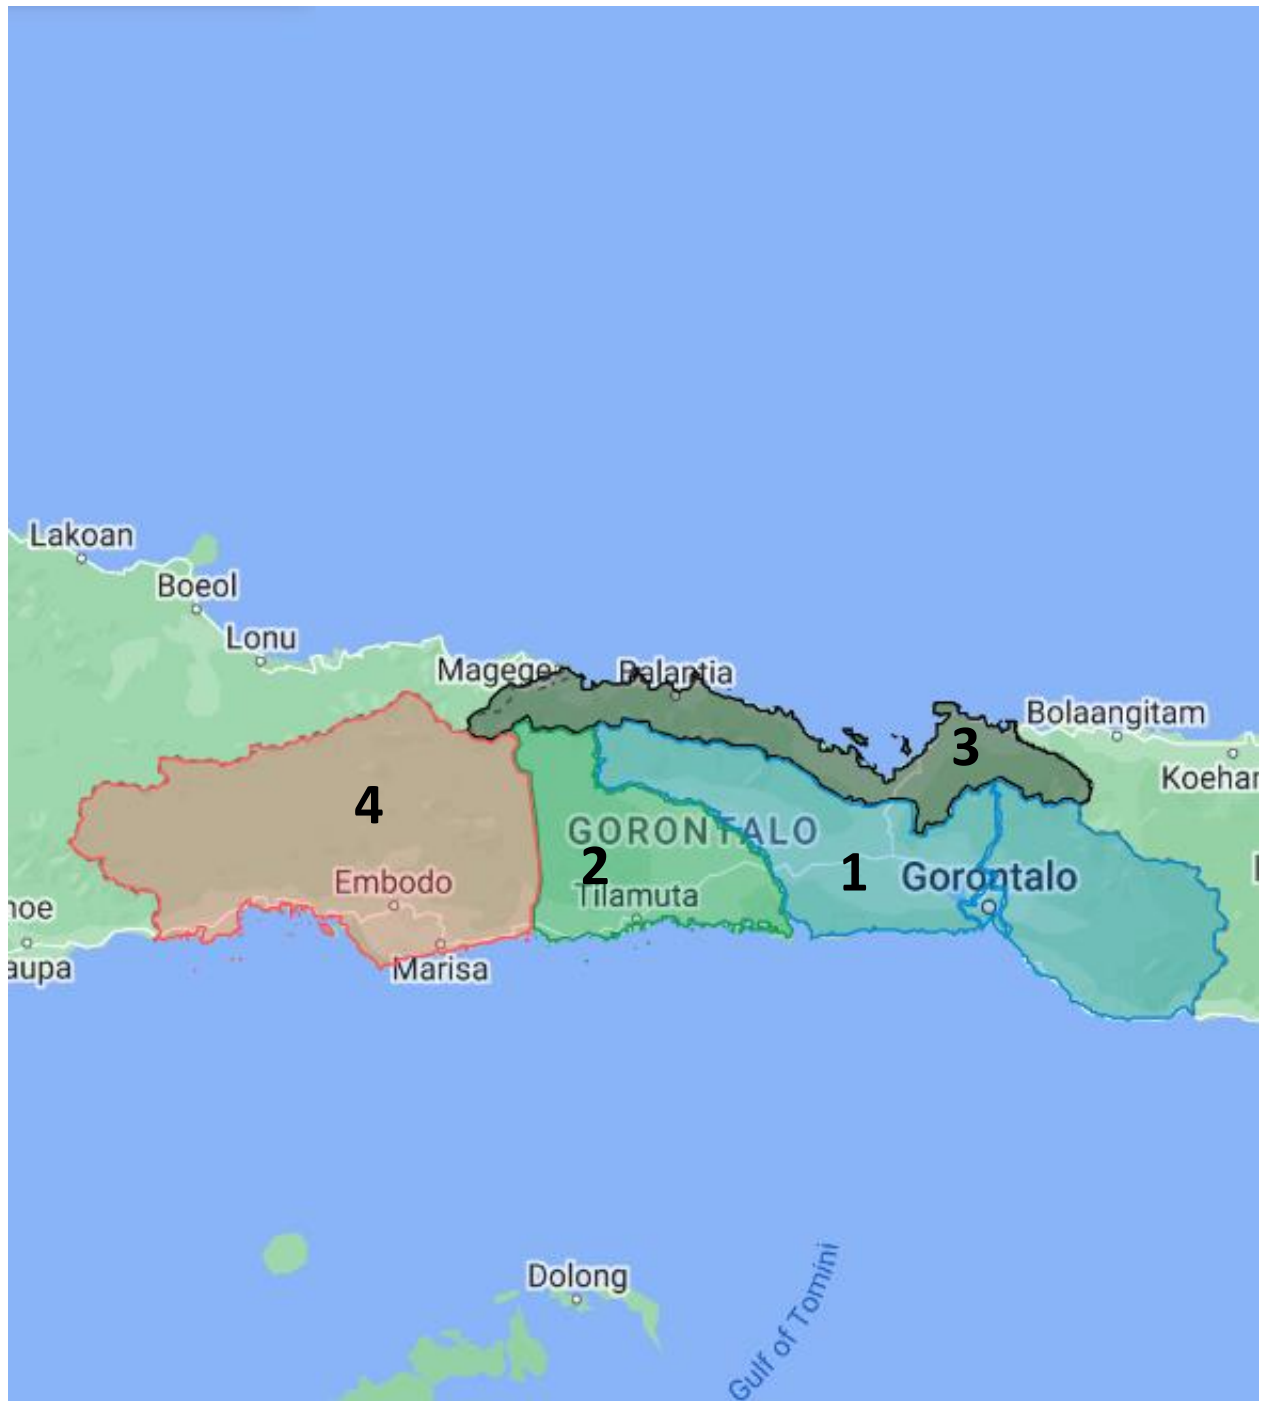 Lakoan
Boeol
Lonu
Magege
Balantia
Bolaangitam
3
Koehar
4
GORONTALO
2
1
Gorontalo
Embodo
Tilamuta
noe
aupa
Marisa
Dolong
Gulf of Tomini